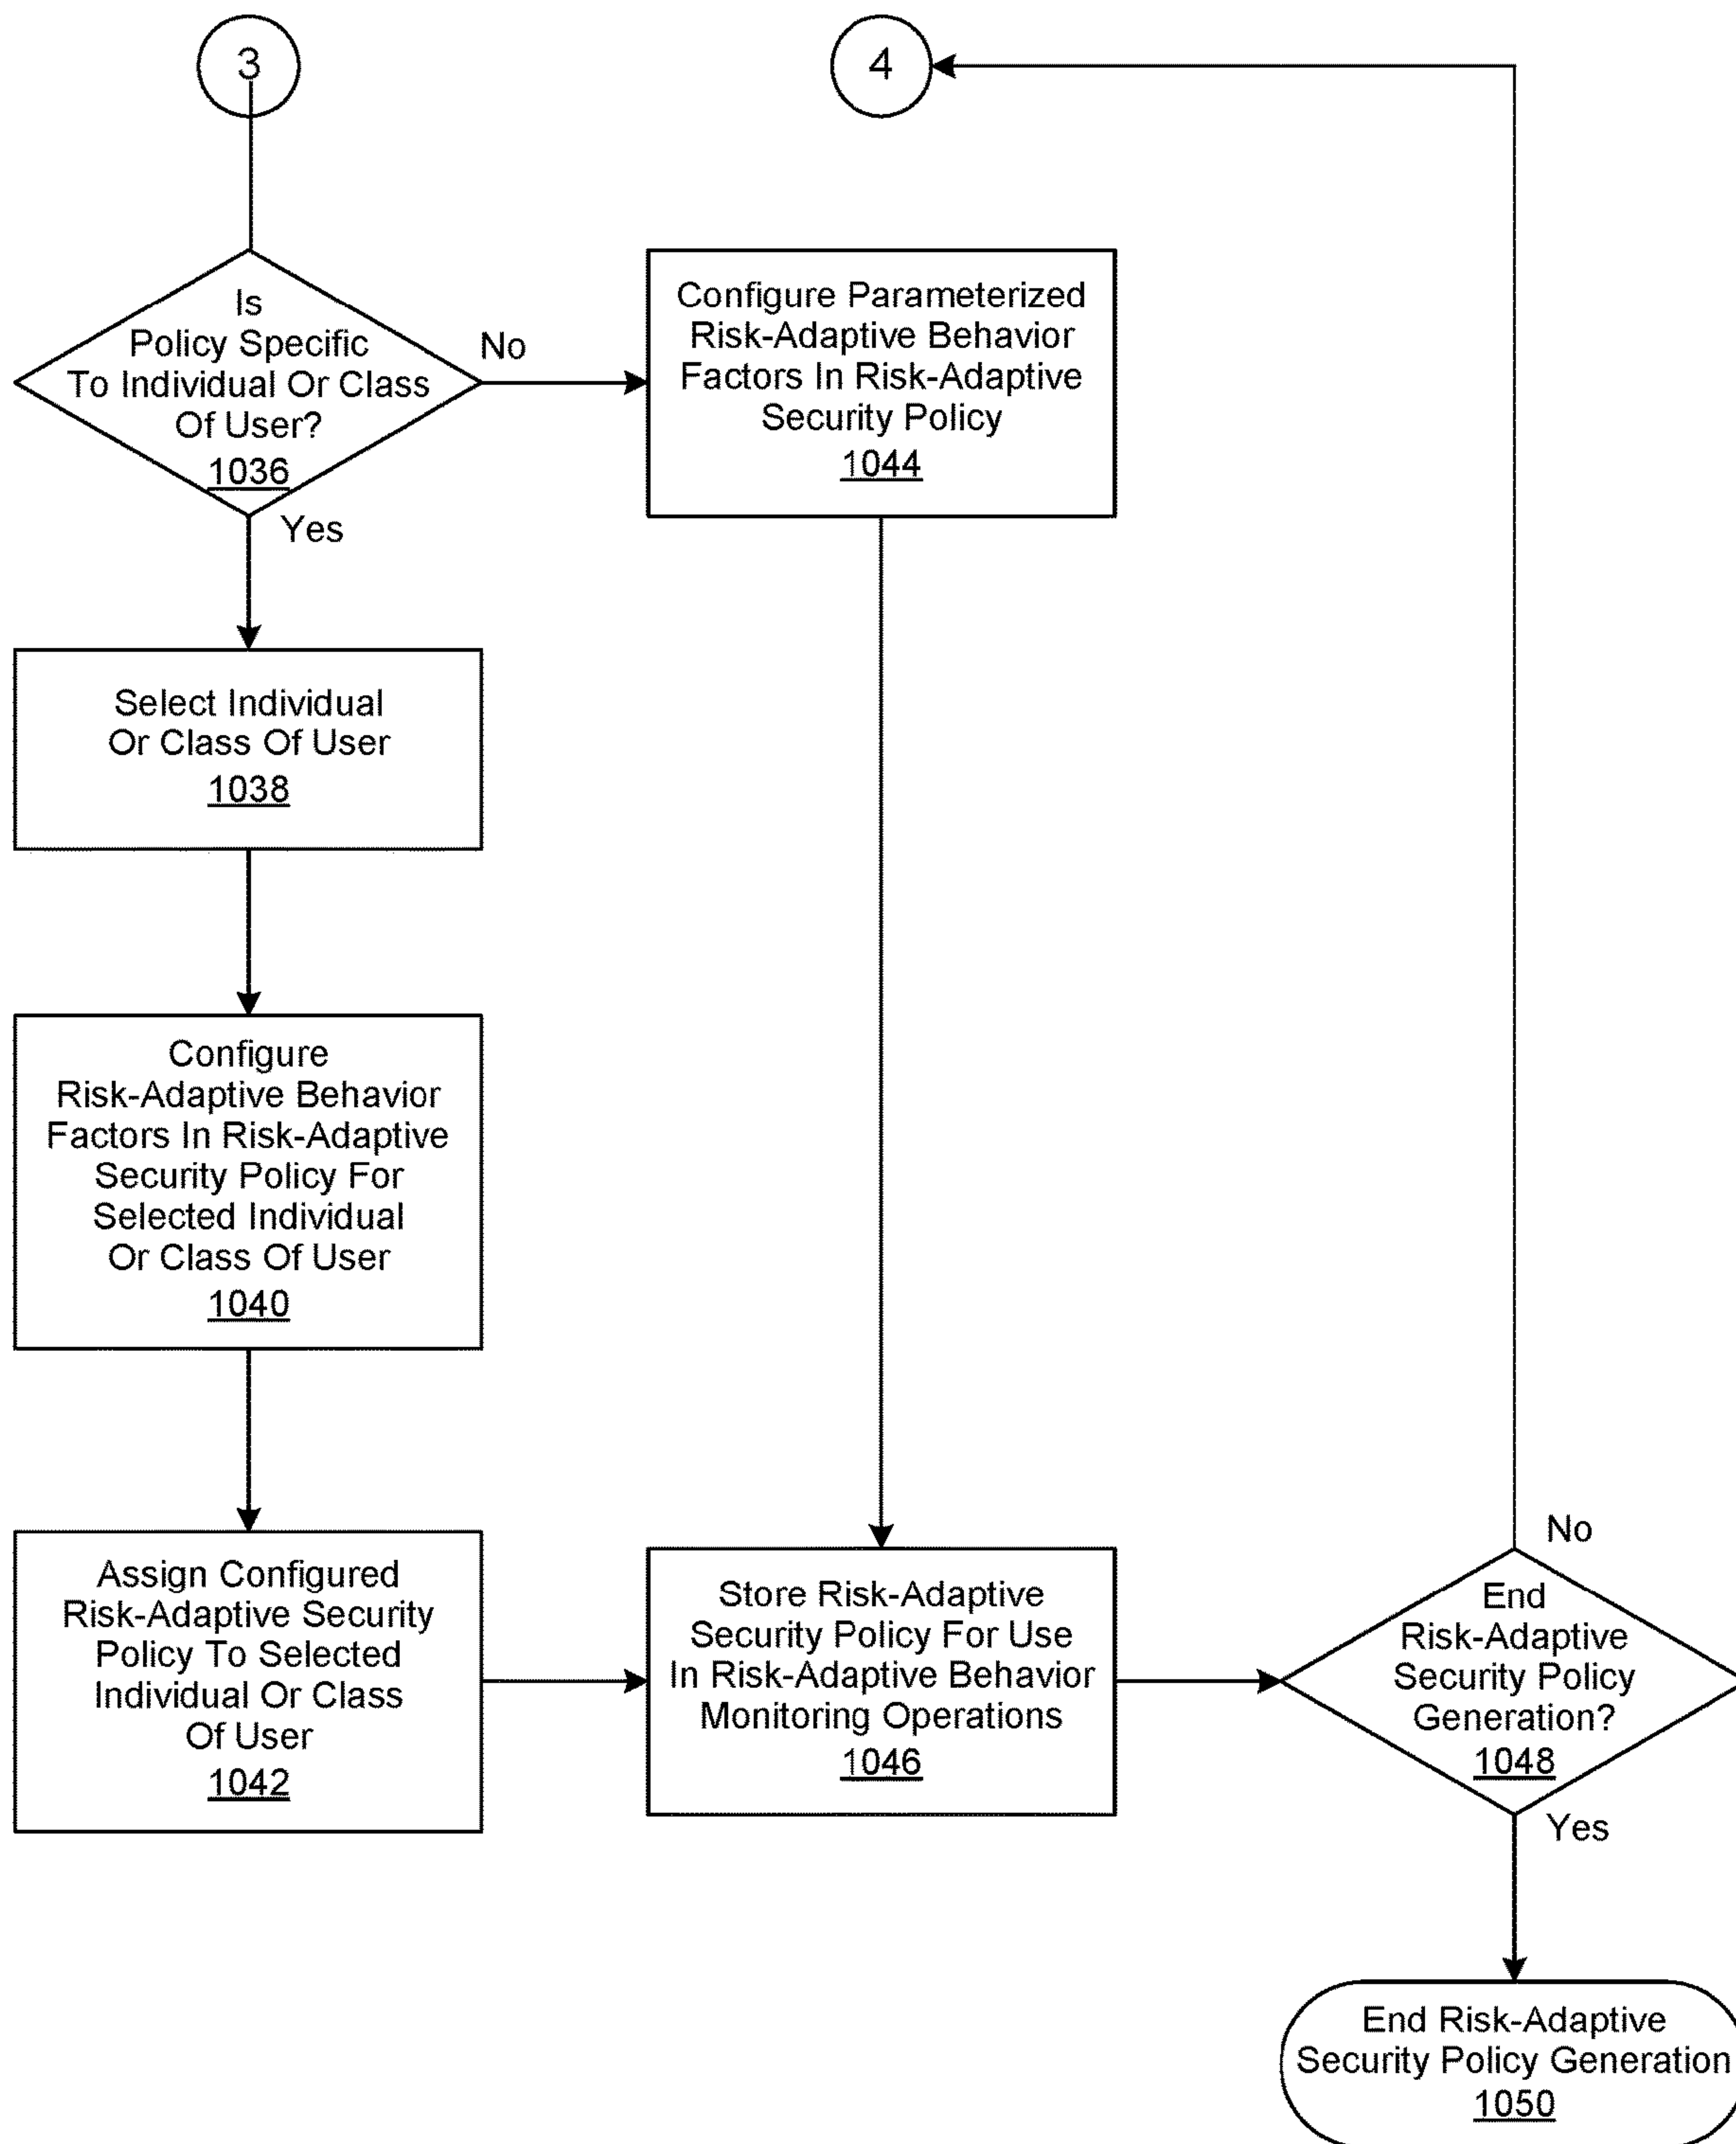 3
4
Is
Policy Specific
To Individual Or Class
Of User?
1036
No
Yes
Configure Parameterized
Risk-Adaptive Behavior
Factors In Risk-Adaptive
Security Policy
1044
Select Individual
Or Class Of User
1038
Configure
Risk-Adaptive Behavior
Factors In Risk-Adaptive
Security Policy For
Selected Individual
Or Class Of User
1040
Assign Configured
Risk-Adaptive Security
Policy To Selected
Individual Or Class
Of User
1042
Store Risk-Adaptive
Security Policy For Use
In Risk-Adaptive Behavior
Monitoring Operations
1046
No
End
Risk-Adaptive
Security Policy
Generation?
1048
Yes
End Risk-Adaptive
Security Policy Generation
1050